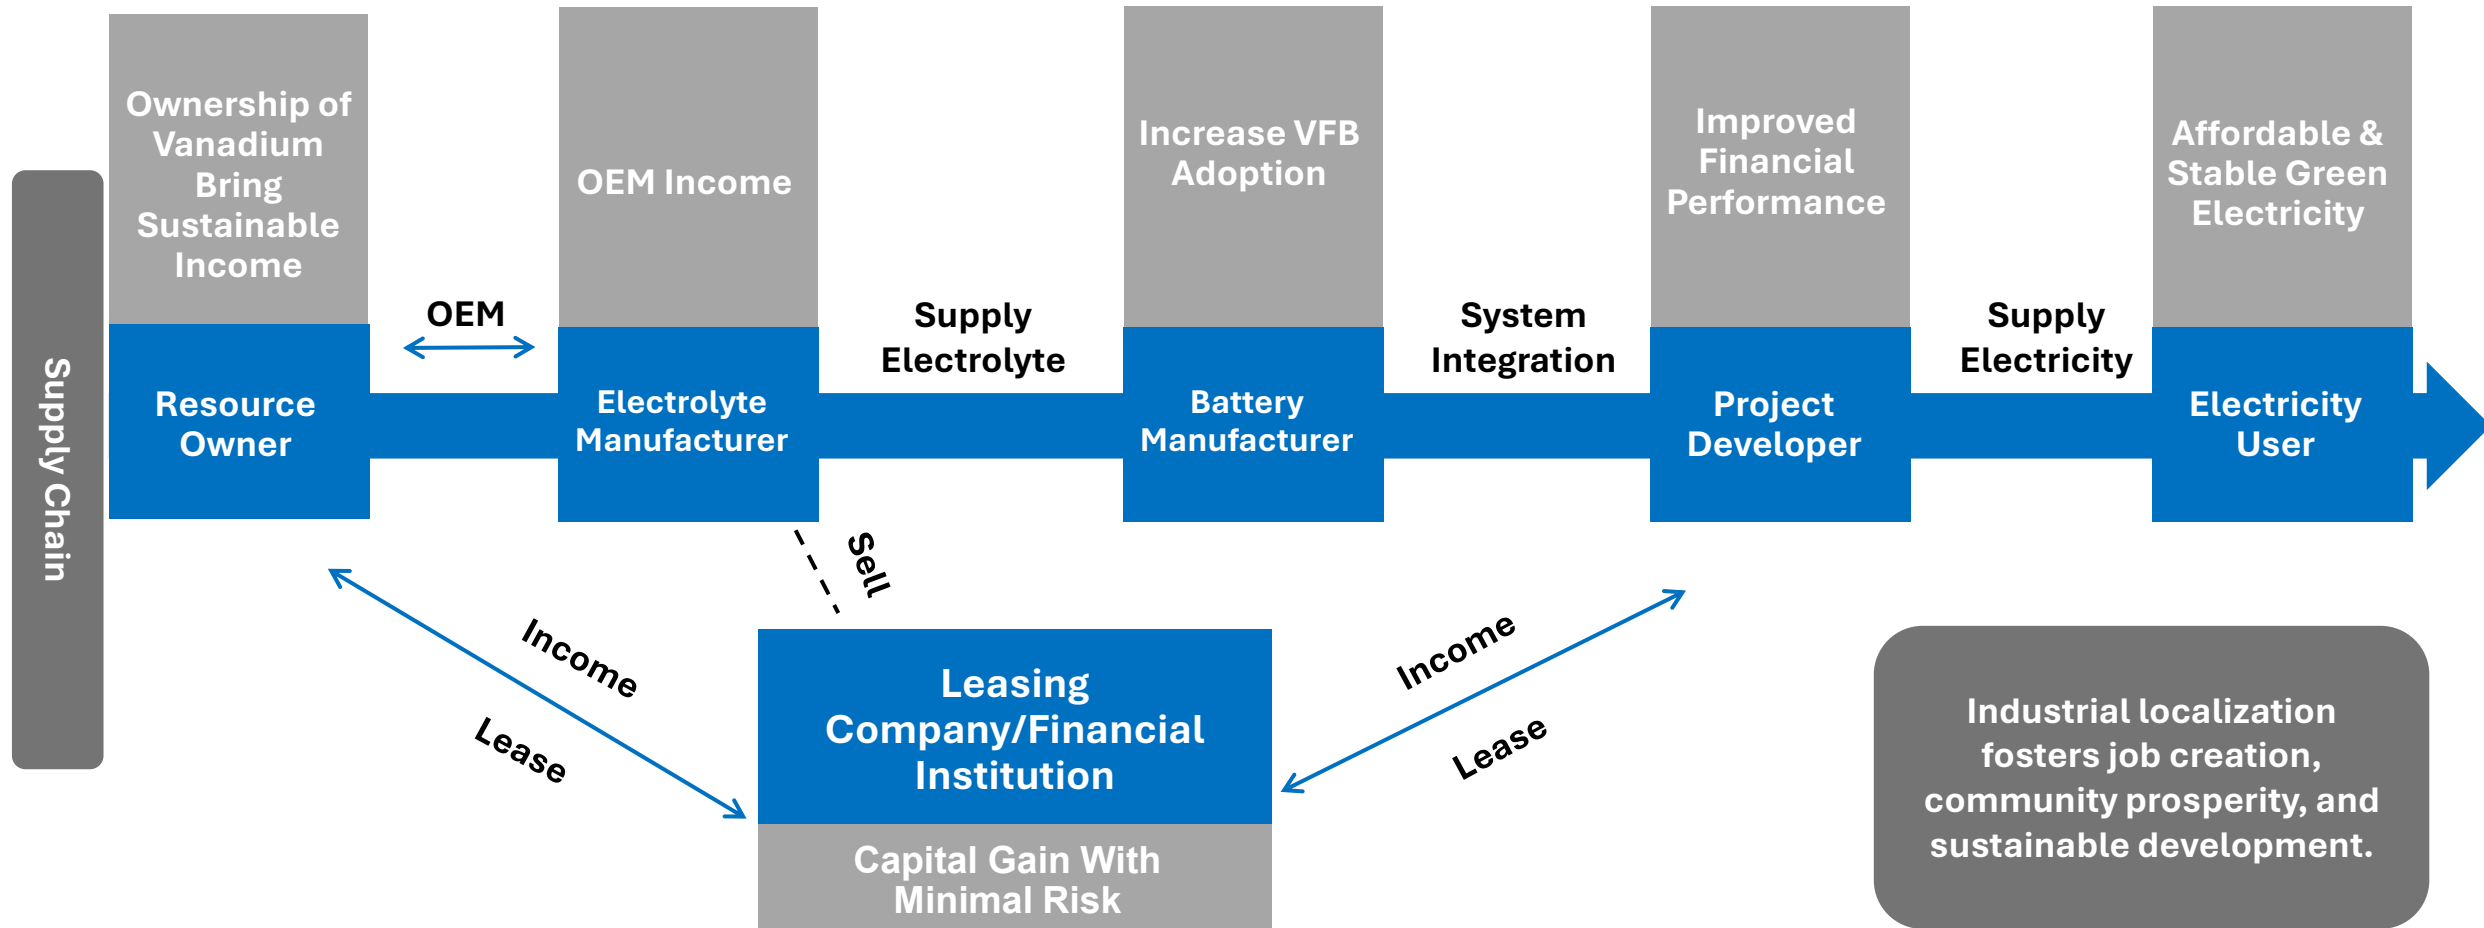 Supply Chain
Ownership of
Vanadium
Bring
Sustainable
Income
Resource
Owner
OEM
OEM Income
Electrolyte
Manufacturer
Supply
Electrolyte
Increase VFB
Adoption
Battery
Manufacturer
System
Integration
Improved
Financial
Performance
Project
Developer
Supply
Electricity
Affordable &
Stable Green
Electricity
Electricity
User
Sell
Income
Lease
Leasing
Company/Financial
Institution
Capital Gain With
Minimal Risk
Income
Lease
Industrial localization
fosters job creation,
community prosperity, and
sustainable development.